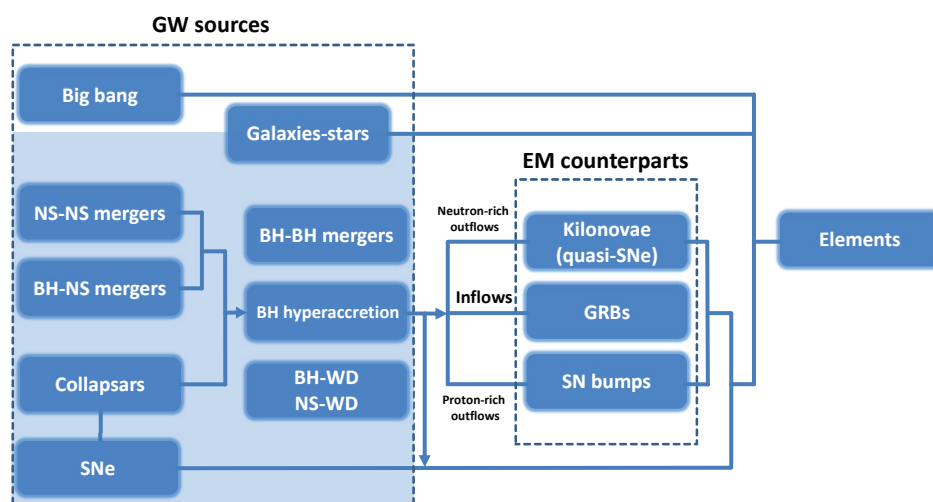 GW sources
Big bang
Galaxies-stars
EM counterparts
NS-NS mergers
BH-BH mergers
Neutron-rich
outflows
Kilonovae
(quasi-SNe)
Elements
BH-NS mergers
BH hyperaccretion
Inflows
GRBs
Collapsars
BH-WD
NS-WD
SN bumps
Proton-rich
outflows
SNe